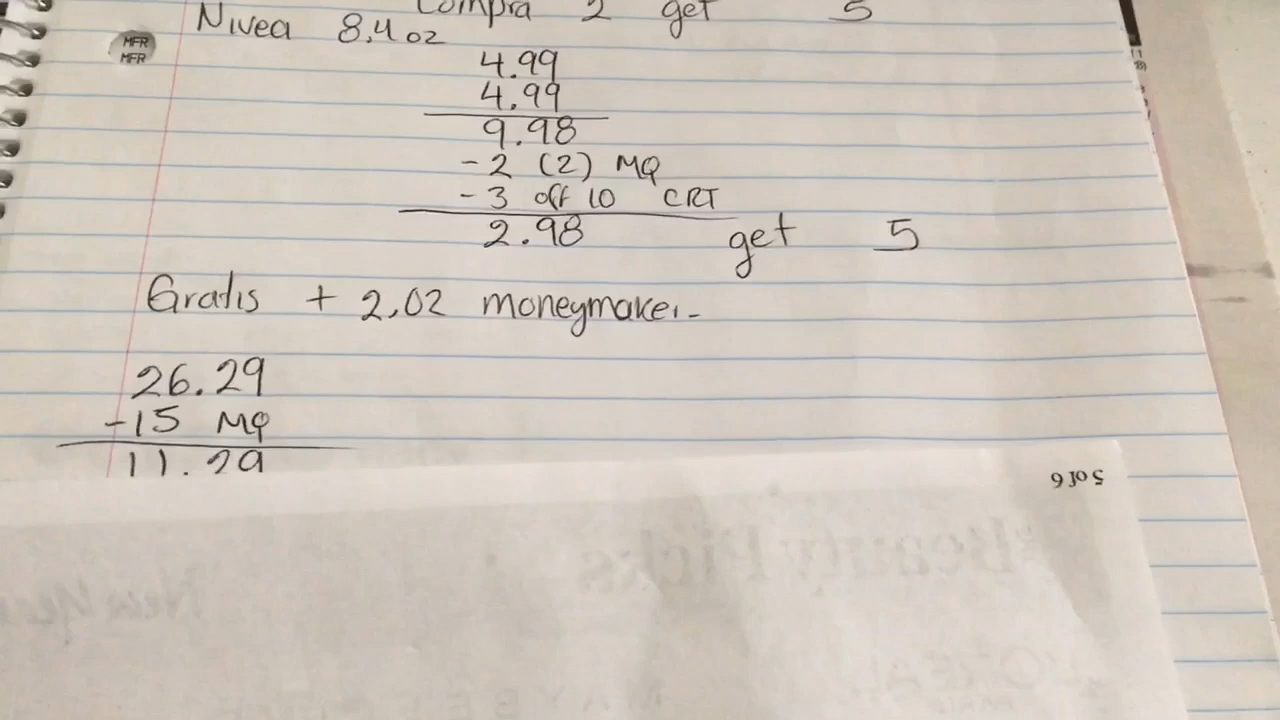 Compra 2 get 5
Nivea 8,4 oz
MFR
MFR
4.99
4.99
9.98
-2 (2) MQ
-3 off 10 CRT
2.98 get 5
Gratis + 2,02 moneymaker.-
26.29
-15 MQ
11.29
5 of 6
Beauty Picks